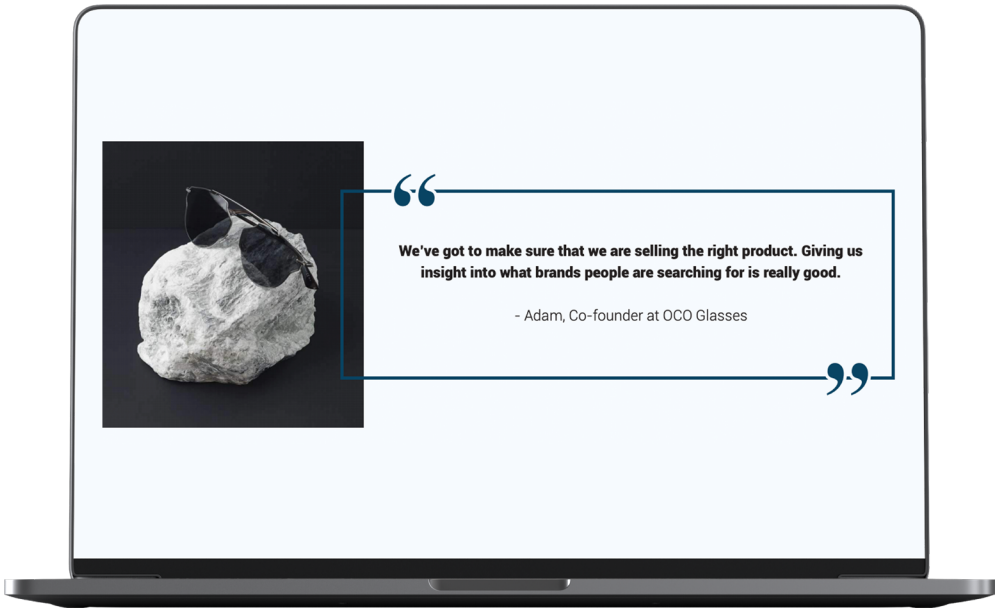 We've got to make sure that we are selling the right product. Giving us
insight into what brands people are searching for is really good.
- Adam, Co-founder at OCO Glasses